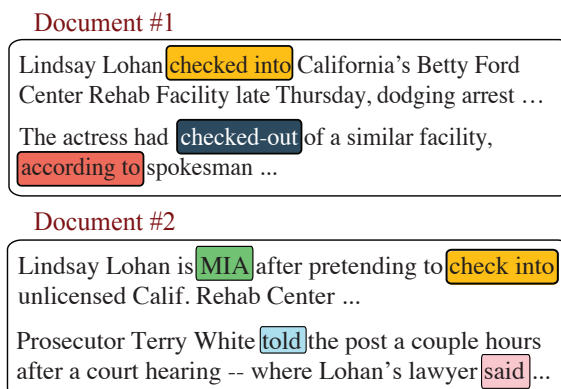 Document #1
Lindsay Lohan checked into California's Betty Ford
Center Rehab Facility late Thursday, dodging arrest …
The actress had checked-out of a similar facility,
according to spokesman ...
Document #2
Lindsay Lohan is MIA after pretending to check into
unlicensed Calif. Rehab Center ...
Prosecutor Terry White told the post a couple hours
after a court hearing -- where Lohan's lawyer said ...